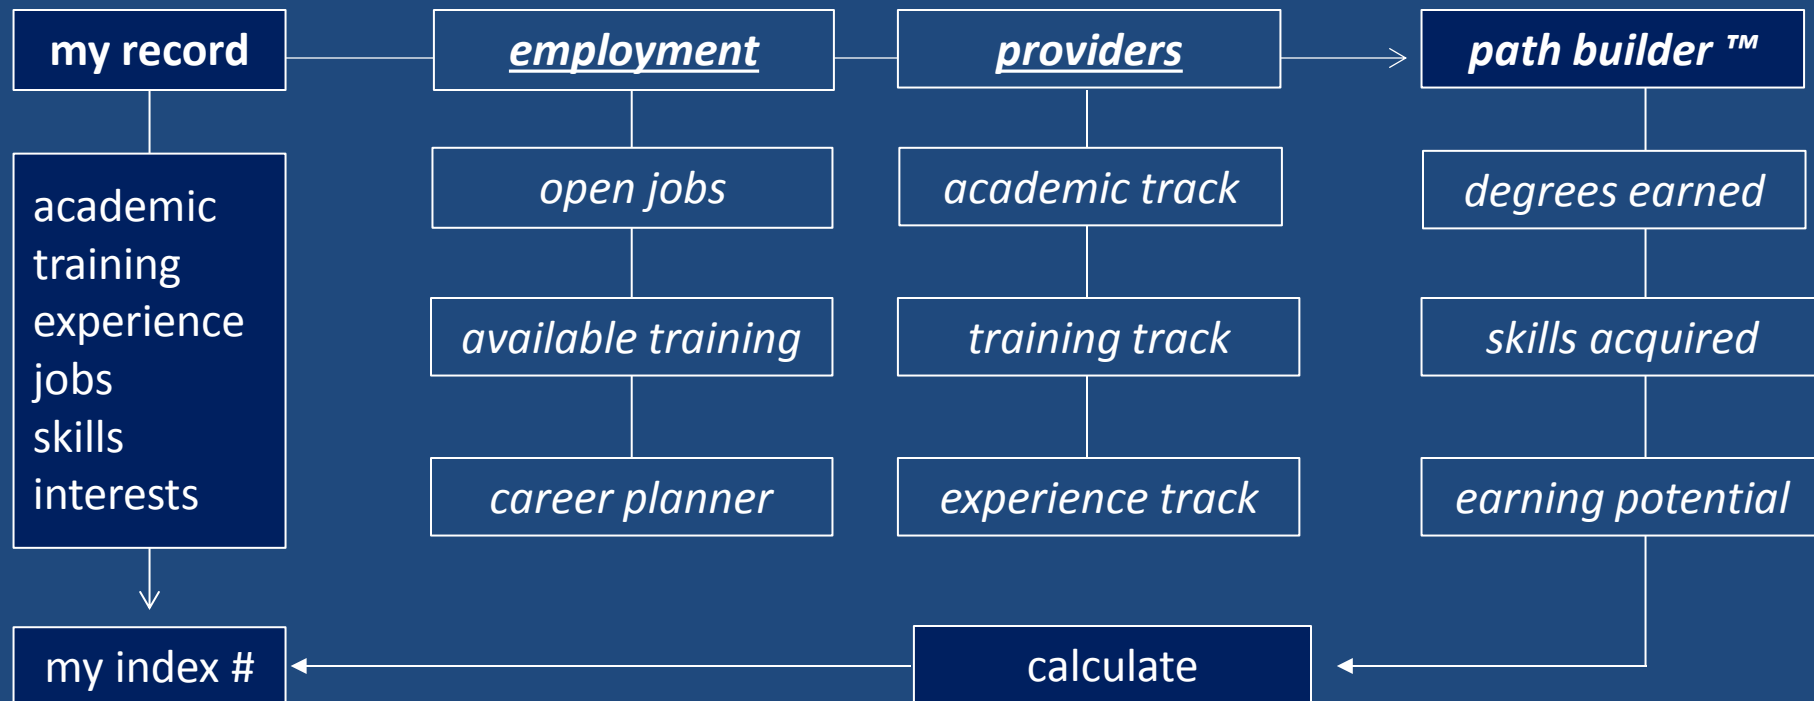 my record
employment
providers
path builder ™
academic
training
experience
jobs
skills
interests
open jobs
academic track
degrees earned
available training
training track
skills acquired
career planner
experience track
earning potential
my index #
calculate